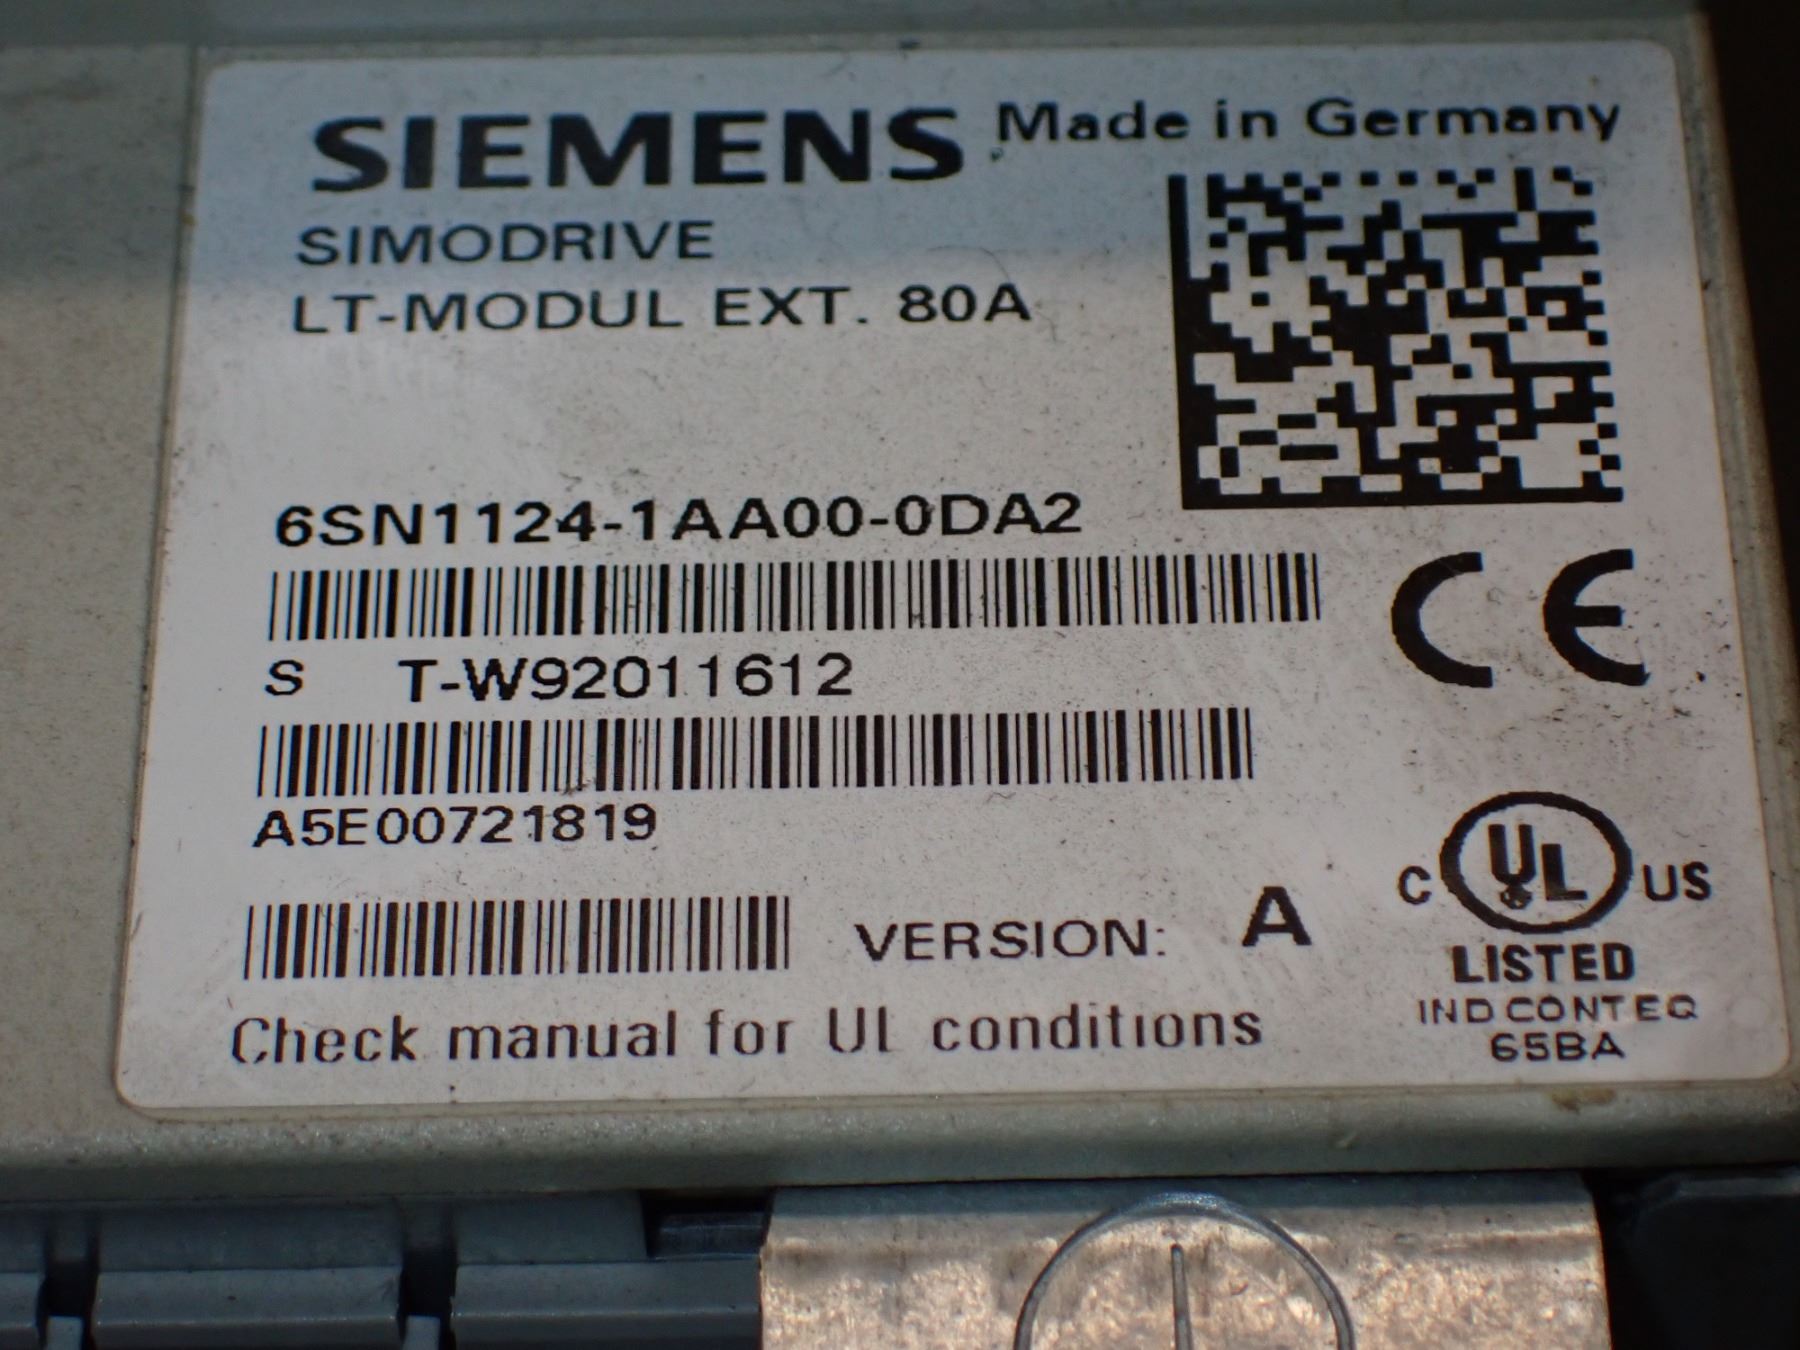 SIEMENS Made in Germany
SIMODRIVE
LT-MODUL EXT. 80A
6SN1124-1AA00-0DA2
CE
S T-W92011612
A5E00721819
C UL US
LISTED
VERSION: A
IND CONT EQ
65BA
Check manual for UL conditions